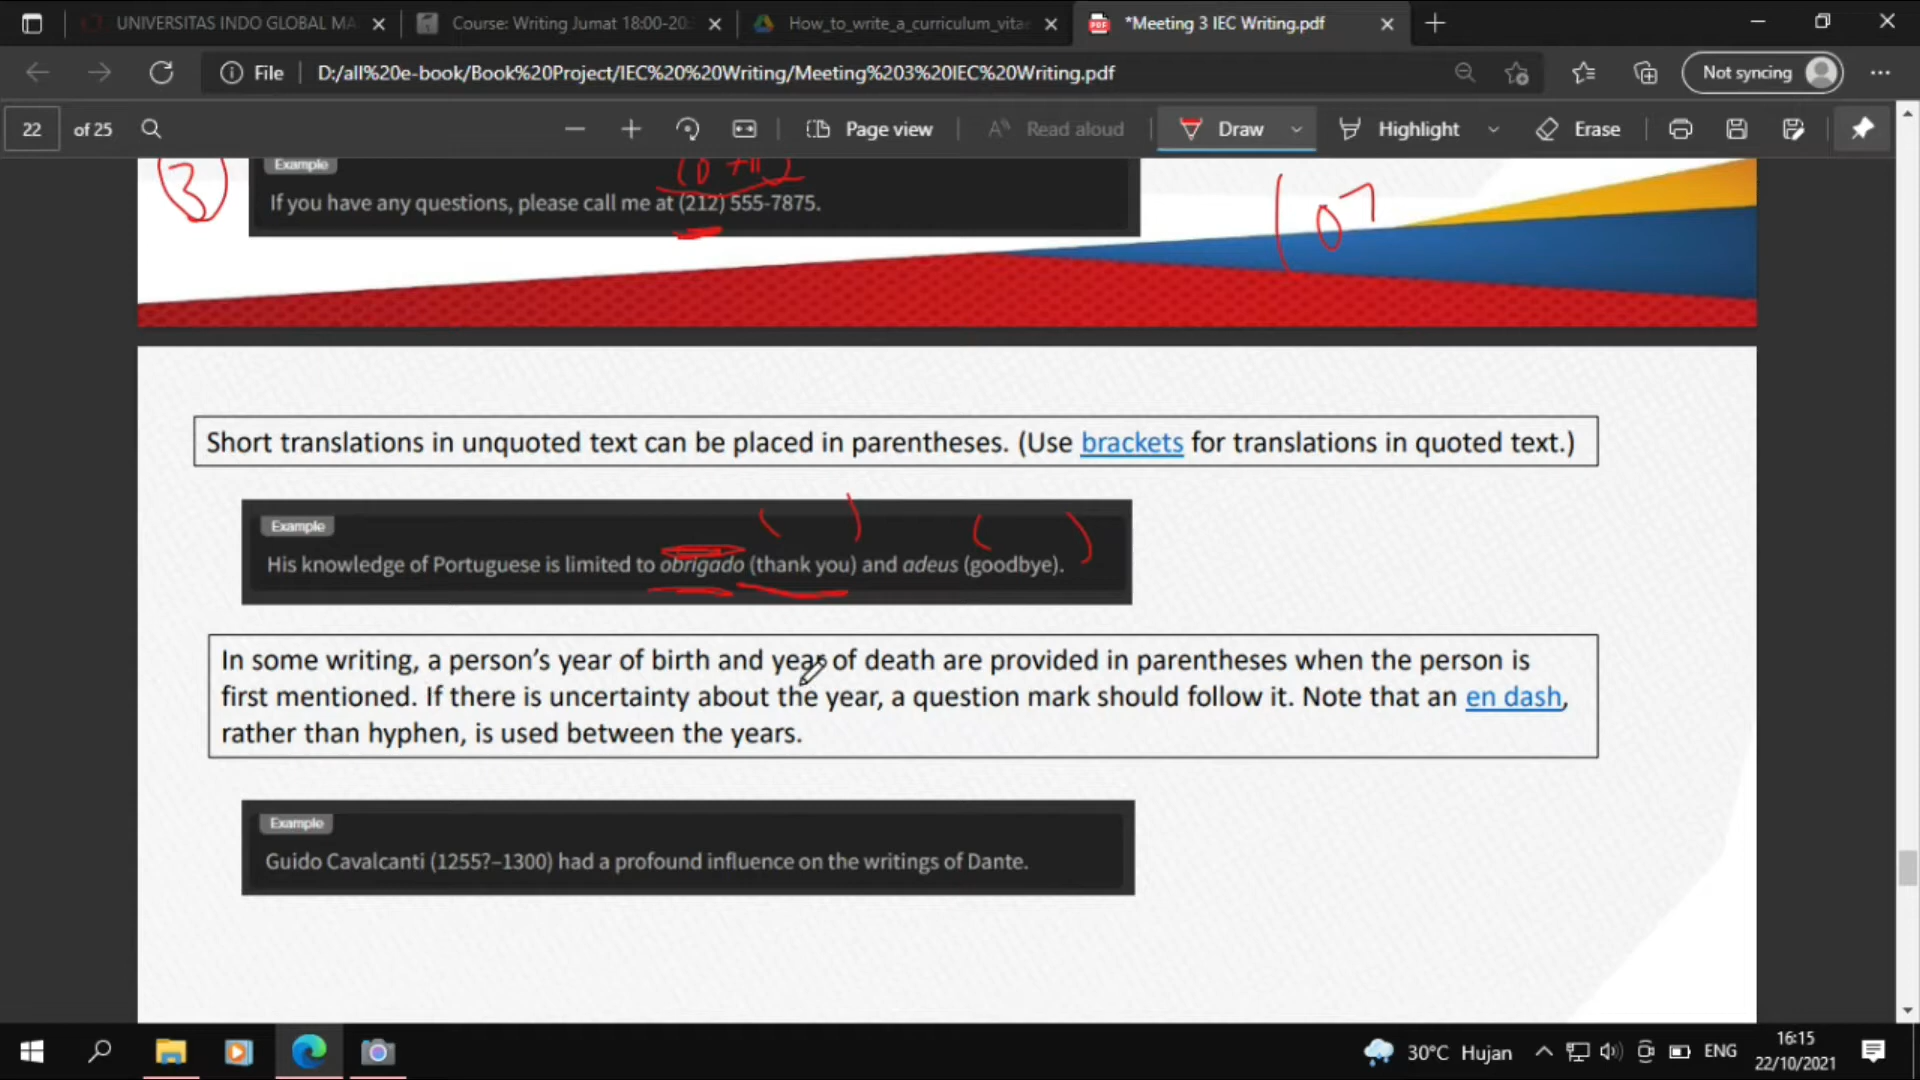 UNIVERSITAS INDO GLOBAL MA
Course: Writing Jumat 18:00-20:
How_to_write_a_curriculum_vita
*Meeting 3 IEC Writing.pdf
File
D:/all%20e-book/Book%20Project/IEC%20%20Writing/Meeting%203%20IEC%20Writing.pdf
Not syncing
22 of 25
Page view
Read aloud
Draw
Highlight
Erase
3
Example
If you have any questions, please call me at (212) 555-7875.
(07
Short translations in unquoted text can be placed in parentheses. (Use brackets for translations in quoted text.)
Example
His knowledge of Portuguese is limited to obrigado (thank you) and adeus (goodbye).
In some writing, a person’s year of birth and year of death are provided in parentheses when the person is
first mentioned. If there is uncertainty about the year, a question mark should follow it. Note that an en dash,
rather than hyphen, is used between the years.
Example
Guido Cavalcanti (1255?–1300) had a profound influence on the writings of Dante.
30°C Hujan
ENG
16:15
22/10/2021